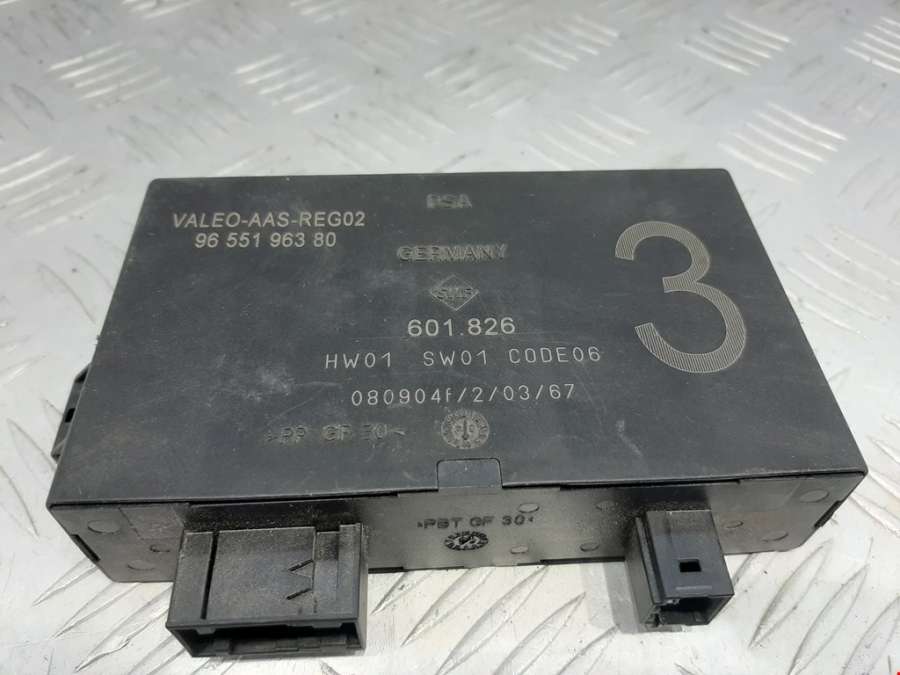 PSA
VALEO-AAS-REG02
96 551 963 80
GERMANY
3
601.826
HW01 SW01 CODE06
080904f/2/03/67
>PBT GF 30<